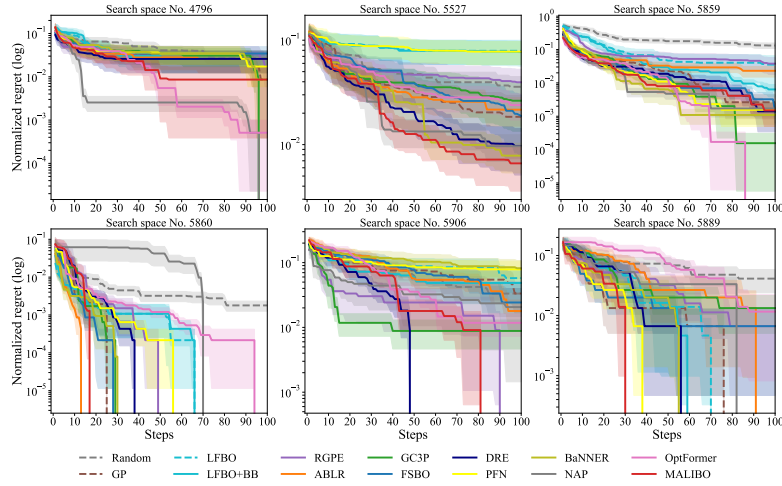 Search space No. 4796 Search space No. 5527 Search space No. 5859
Normalized regret (log)
10⁻¹
10⁻²
10⁻³
10⁻⁴
0 10 20 30 40 50 60 70 80 90 100
10⁻¹
10⁻²
0 10 20 30 40 50 60 70 80 90 100
10⁰
10⁻¹
10⁻²
10⁻³
10⁻⁴
10⁻⁵
0 10 20 30 40 50 60 70 80 90 100
Search space No. 5860 Search space No. 5906 Search space No. 5889
Normalized regret (log)
10⁻¹
10⁻²
10⁻³
10⁻⁴
10⁻⁵
0 10 20 30 40 50 60 70 80 90 100
10⁻¹
10⁻²
10⁻³
0 10 20 30 40 50 60 70 80 90 100
10⁻¹
10⁻²
10⁻³
0 10 20 30 40 50 60 70 80 90 100
Steps Steps Steps
Random LFBO RGPE GC3P DRE BaNNER OptFormer
GP LFBO+BB ABLR FSBO PFN NAP MALIBO